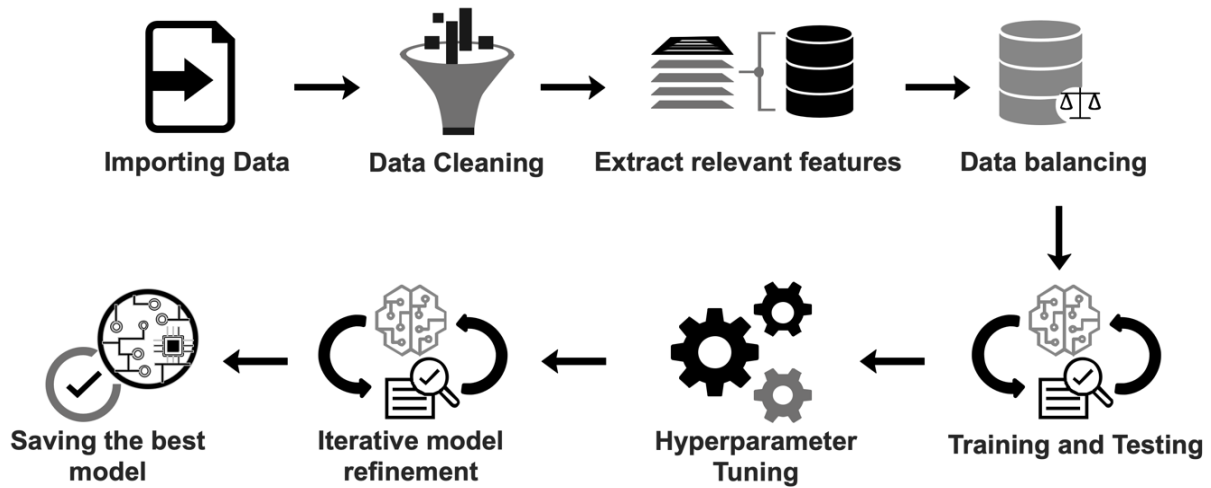 Importing Data
Data Cleaning
Extract relevant features
Data balancing
Training and Testing
Hyperparameter
Tuning
Iterative model
refinement
Saving the best
model